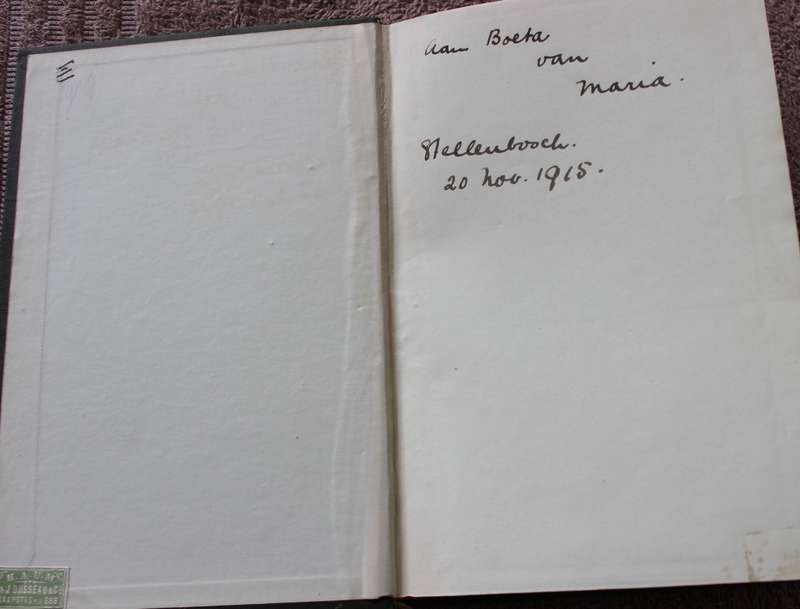 Aan Boeta
van
Maria.
Stellenbosch.
20 Nov. 1915.